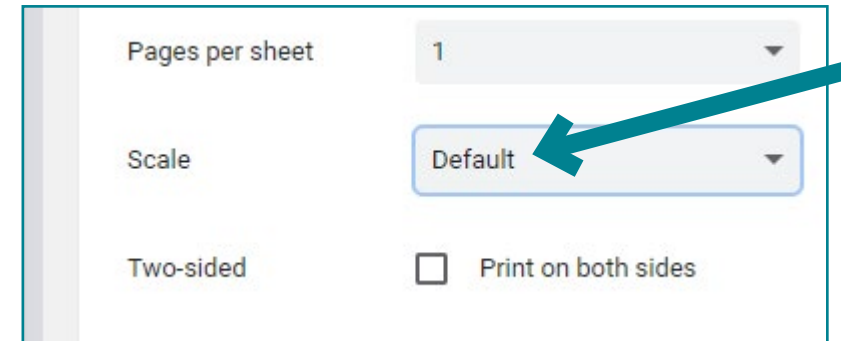 Pages per sheet 1
Scale Default
Two-sided Print on both sides